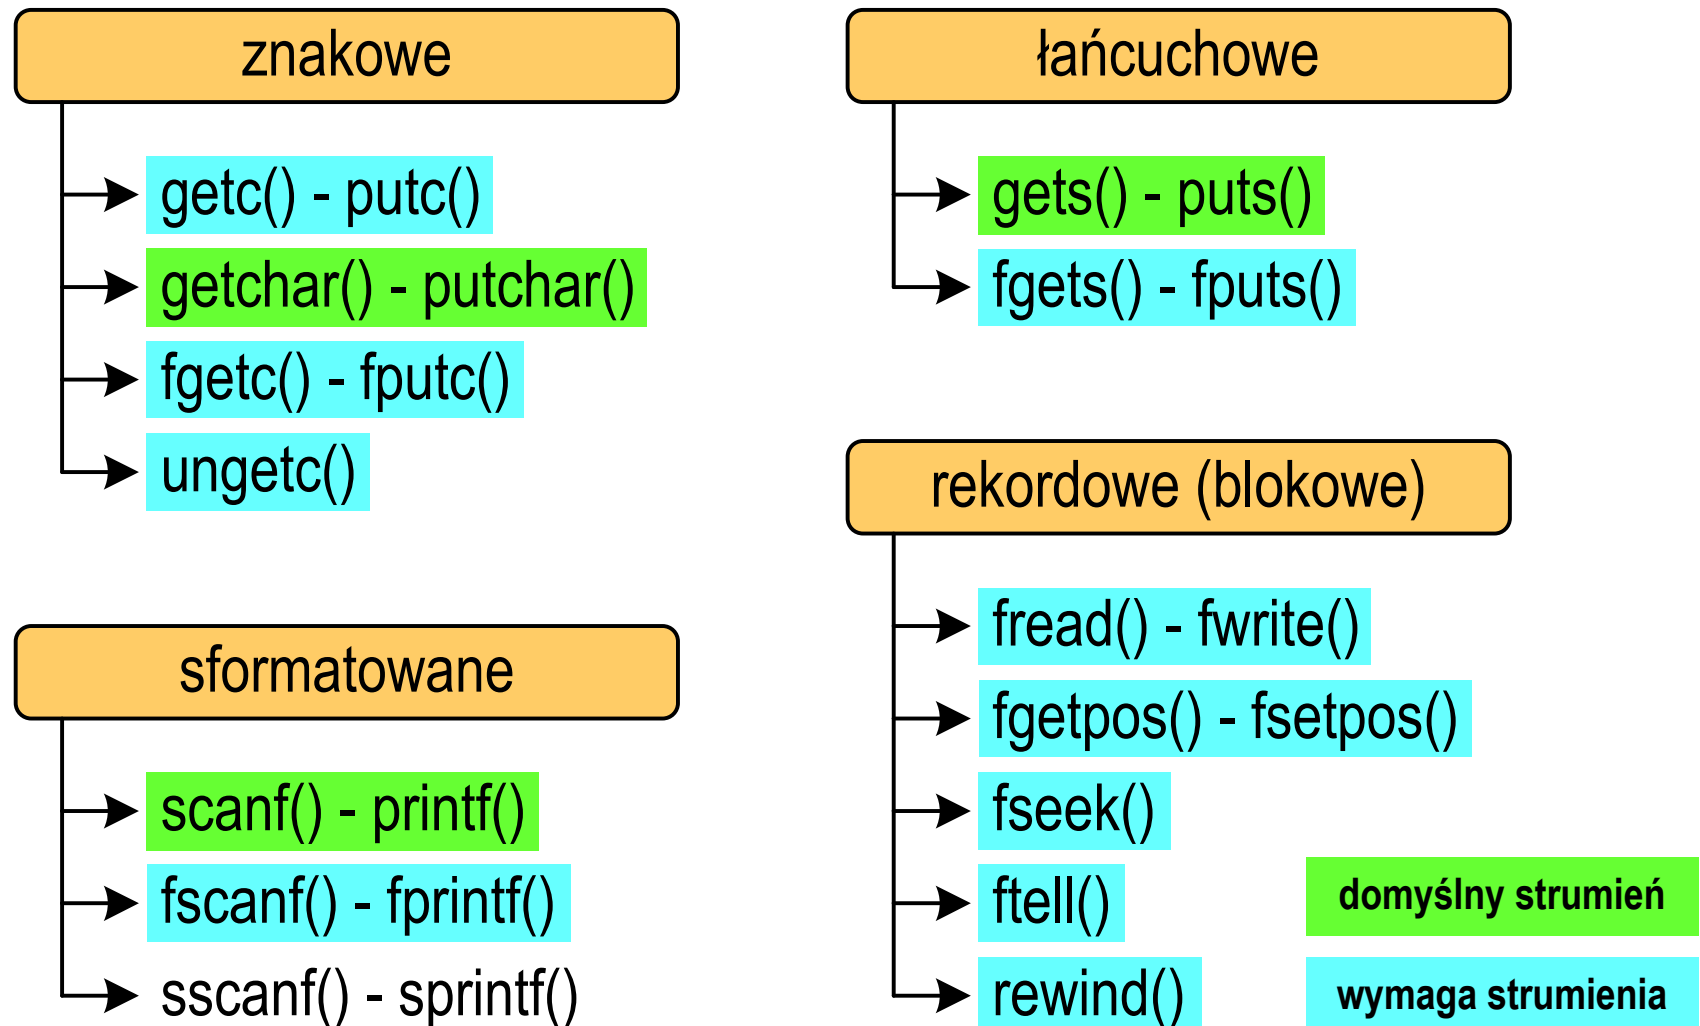 znakowe
getc() - putc()
getchar() - putchar()
fgetc() - fputc()
ungetc()
sformatowane
scanf() - printf()
fscanf() - fprintf()
sscanf() - sprintf()
łańcuchowe
gets() - puts()
fgets() - fputs()
rekordowe (blokowe)
fread() - fwrite()
fgetpos() - fsetpos()
fseek()
ftell()
rewind()
domyślny strumień
wymaga strumienia